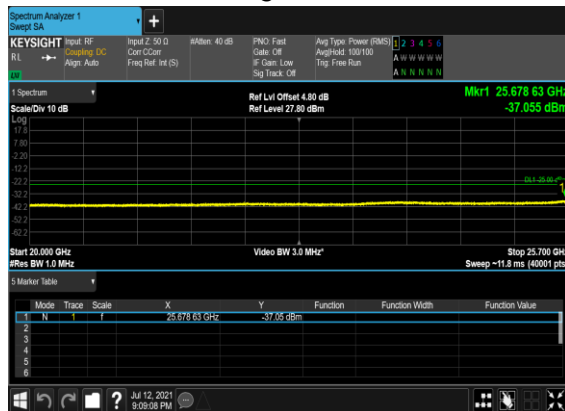 Spectrum Analyzer 1
Swept SA
KEYSIGHT
RL
Input: RF
Coupling: DC
Align: Auto
Input Z: 50 Ω
Corr CCorr
Freq Ref: Int (S)
#Atten: 40 dB
PNO: Fast
Gate: Off
IF Gain: Low
Sig Track: Off
Avg Type: Power (RMS)
Avg|Hold: 100/100
Trig: Free Run
1 2 3 4 5 6
A W W W W W
A N N N N N
LW
1 Spectrum
Scale/Div 10 dB
Ref Lvl Offset 4.80 dB
Ref Level 27.80 dBm
Mkr1 25.678 63 GHz
-37.055 dBm
Log
17.8
7.80
-2.20
-12.2
-22.2
DL1 -25.00
1
-32.2
-42.2
-52.2
-62.2
Start 20.000 GHz
Video BW 3.0 MHz*
Stop 25.700 GHz
#Res BW 1.0 MHz
Sweep ~11.8 ms (40001 pts
5 Marker Table
Mode Trace Scale X Y Function Function Width Function Value
1 N 1 f 25.678 63 GHz -37.05 dBm
2
3
4
5
6
?
Jul 12, 2021
9:09:08 PM